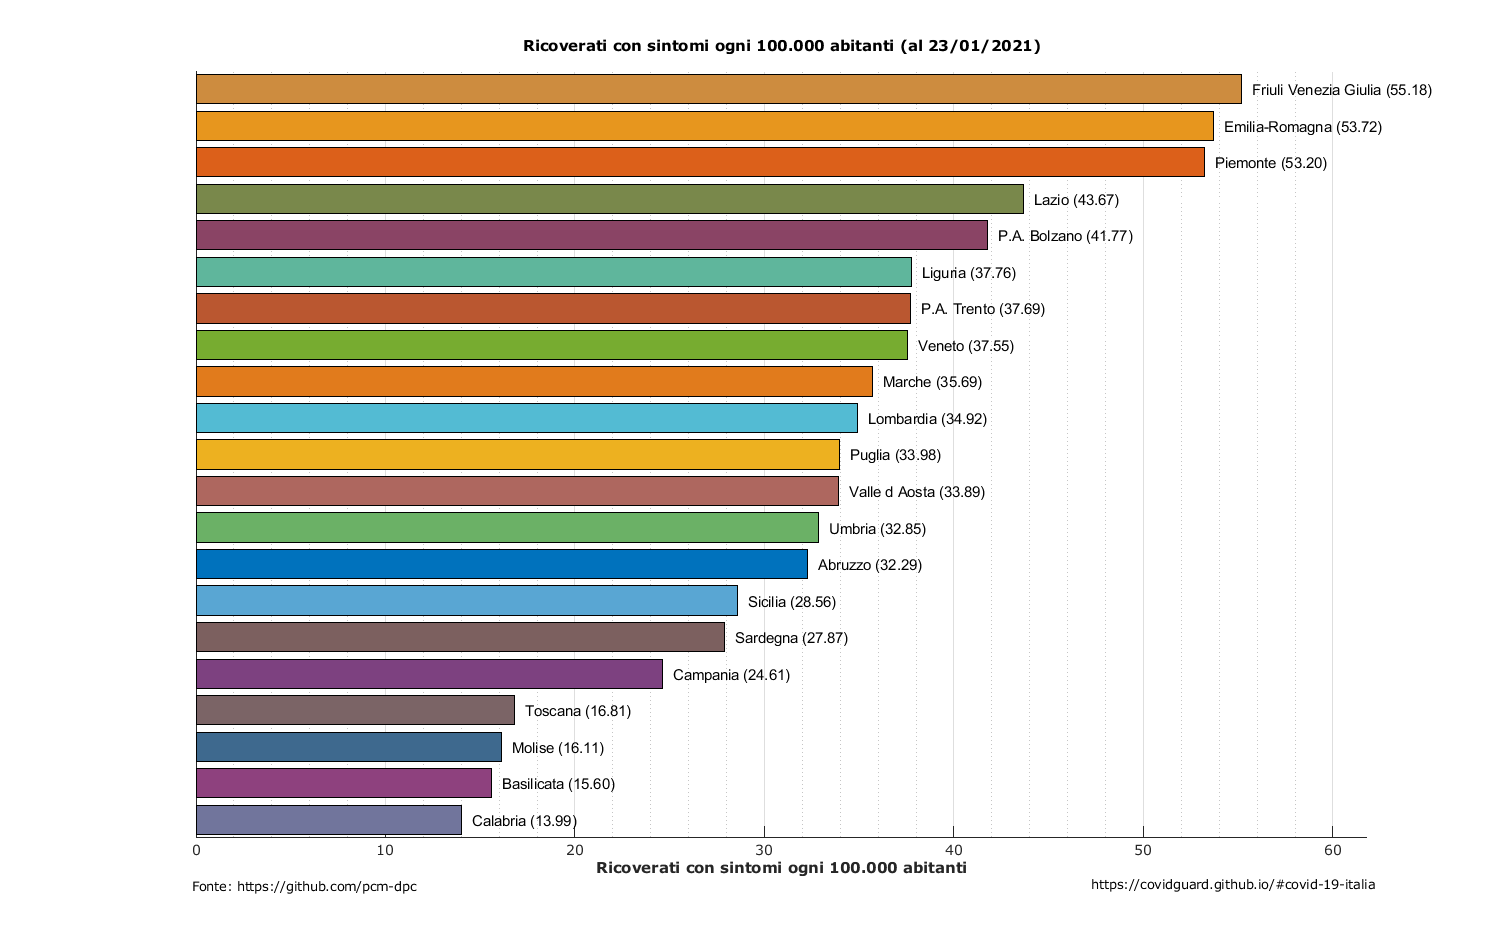 Ricoverati con sintomi ogni 100.000 abitanti (al 23/01/2021)
Friuli Venezia Giulia (55.18)
Emilia-Romagna (53.72)
Piemonte (53.20)
Lazio (43.67)
P.A. Bolzano (41.77)
Liguria (37.76)
P.A. Trento (37.69)
Veneto (37.55)
Marche (35.69)
Lombardia (34.92)
Puglia (33.98)
Valle d Aosta (33.89)
Umbria (32.85)
Abruzzo (32.29)
Sicilia (28.56)
Sardegna (27.87)
Campania (24.61)
Toscana (16.81)
Molise (16.11)
Basilicata (15.60)
Calabria (13.99)
0 10 20 30 40 50 60
Ricoverati con sintomi ogni 100.000 abitanti
Fonte: https://github.com/pcm-dpc
https://covidguard.github.io/#covid-19-italia